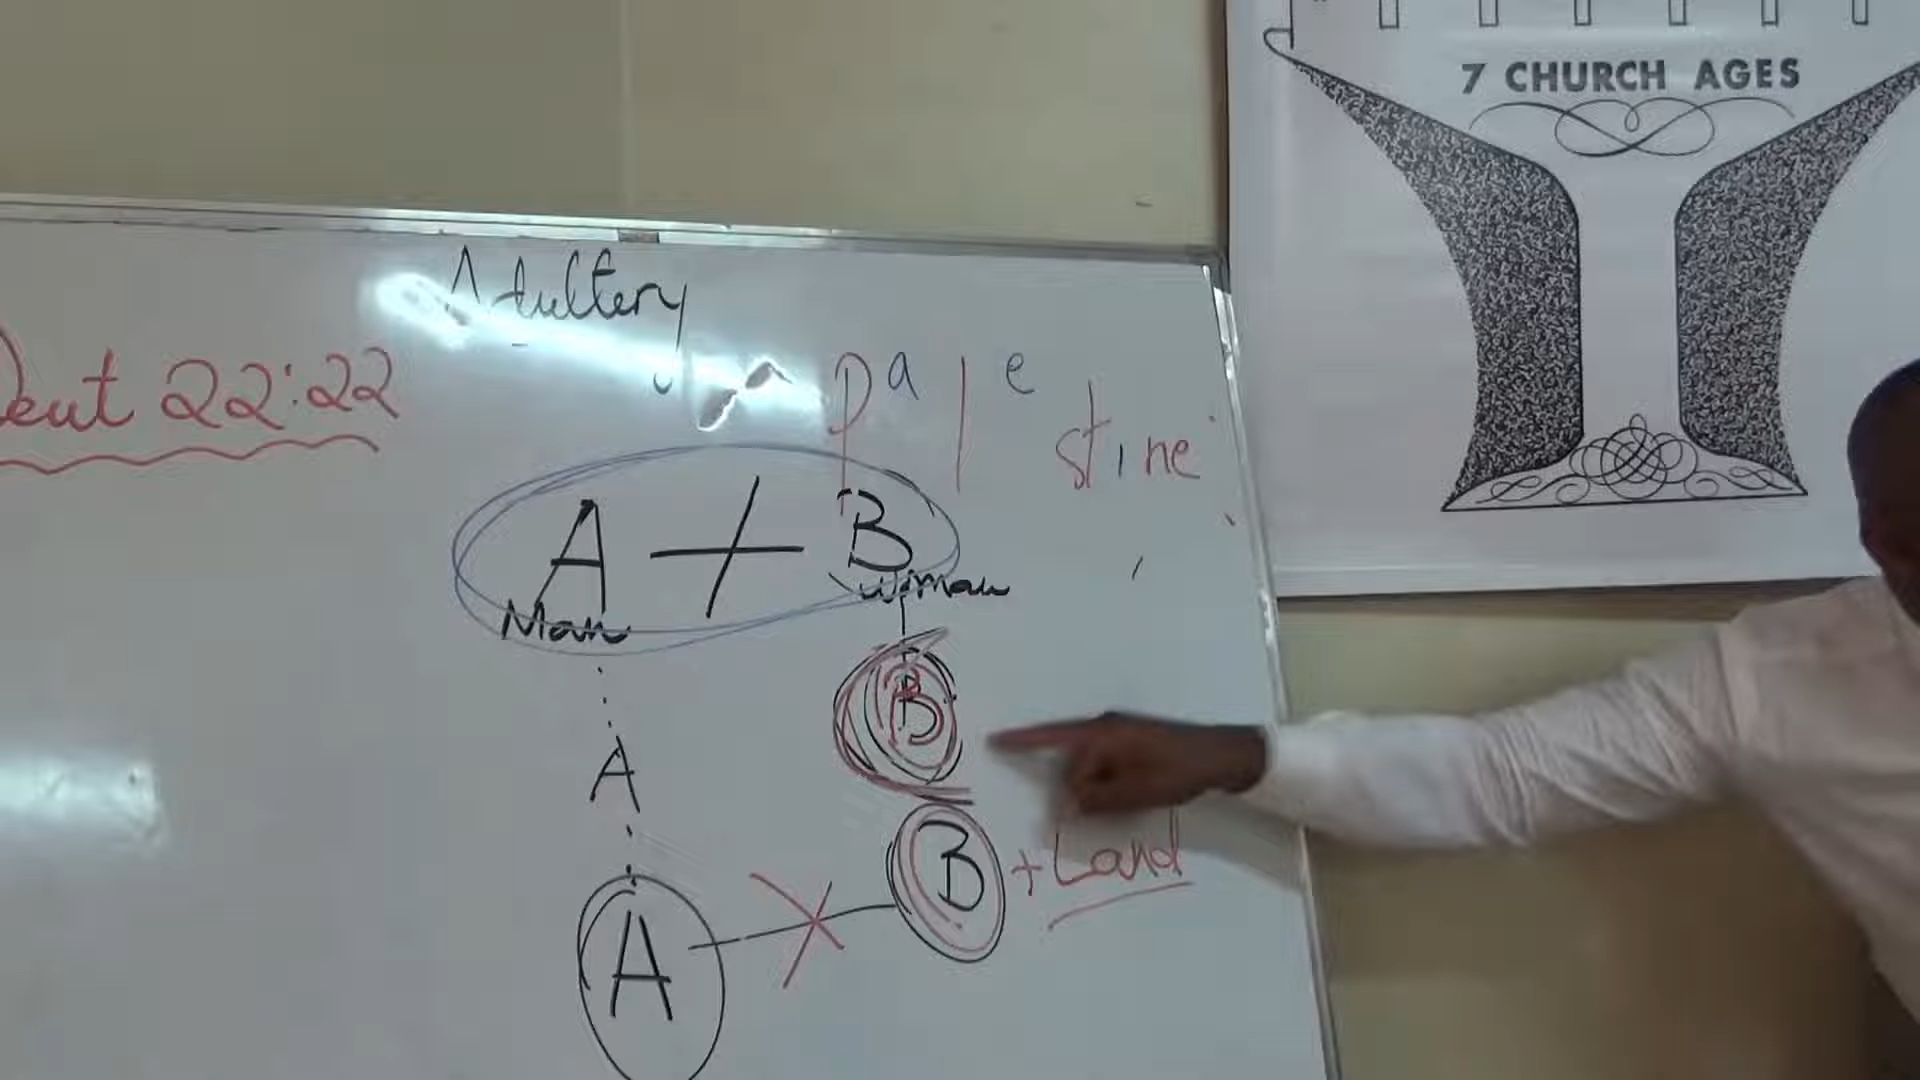 7 CHURCH AGES
Adultery
Deut 22:22
Palestine
A + B
Man
woman
B
A
B + Land
A